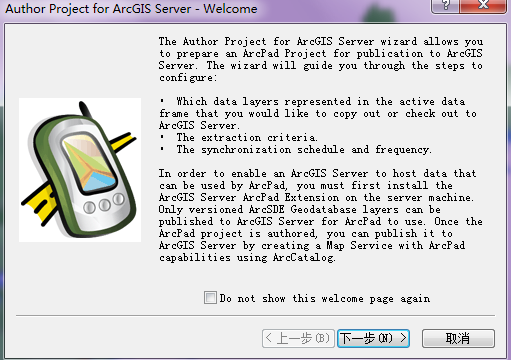 Author Project for ArcGIS Server - Welcome
The Author Project for ArcGIS Server wizard allows you
to prepare an ArcPad Project for publication to ArcGIS
Server. The wizard will guide you through the steps to
configure:
• Which data layers represented in the active data
frame that you would like to copy out or check out to
ArcGIS Server.
• The extraction criteria.
• The synchronization schedule and frequency.
In order to enable an ArcGIS Server to host data that
can be used by ArcPad, you must first install the
ArcGIS Server ArcPad Extension on the server machine.
Only versioned ArcSDE Geodatabase layers can be
published to ArcGIS Server for ArcPad to use. Once the
ArcPad project is authored, you can publish it to
ArcGIS Server by creating a Map Service with ArcPad
capabilities using ArcCatalog.
Do not show this welcome page again
< 上一步(B) 下一步(N) > 取消